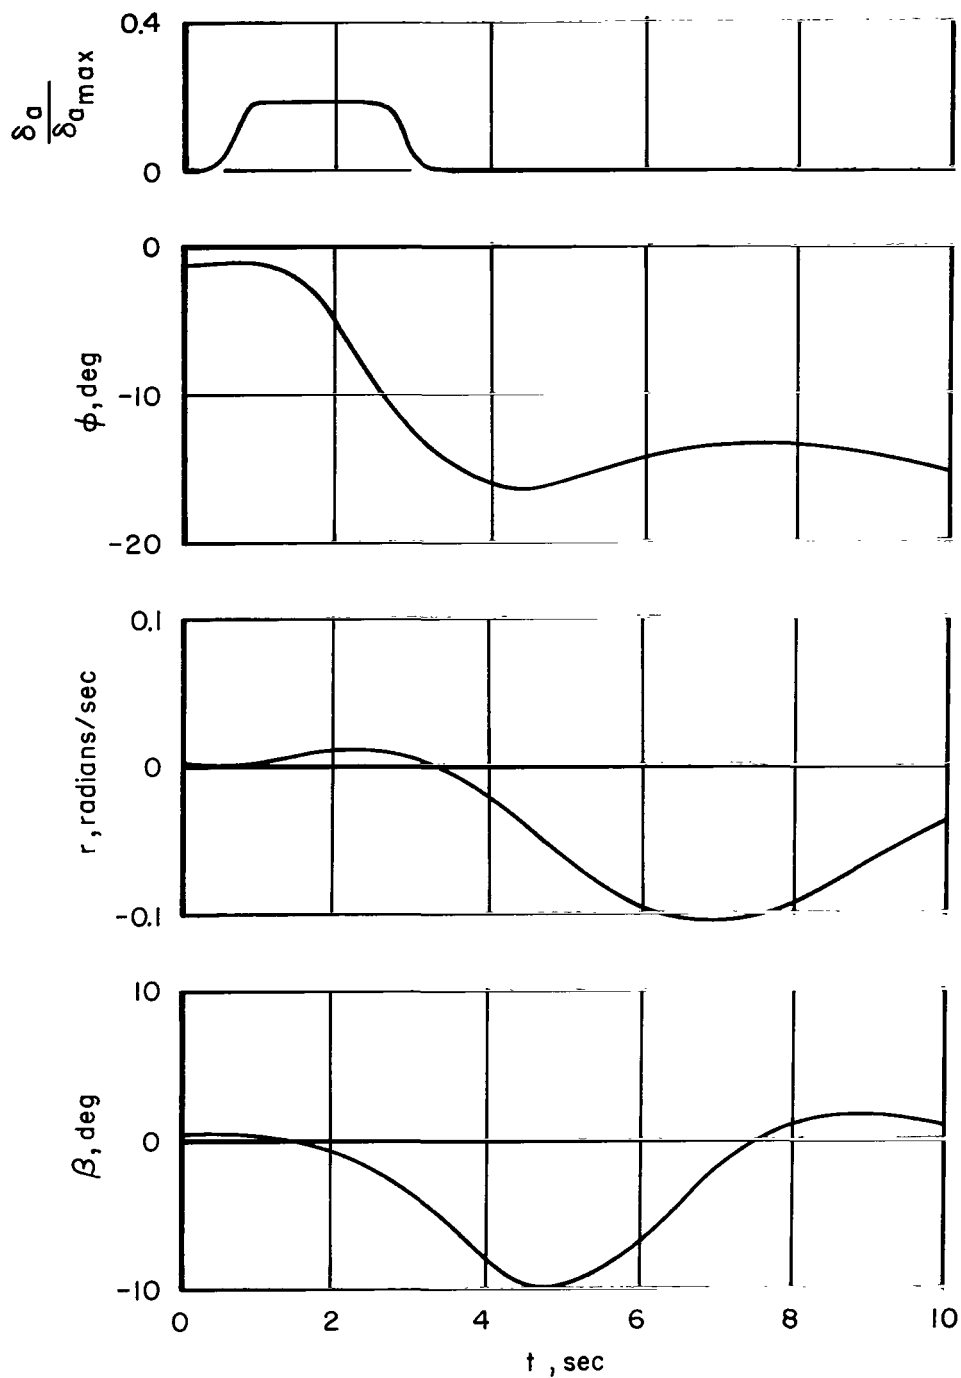 0.4
δa
δa max
0
0
φ, deg
-10
-20
0.1
r, radians/sec
0
-0.1
10
β, deg
0
-10
0 2 4 6 8 10
t, sec